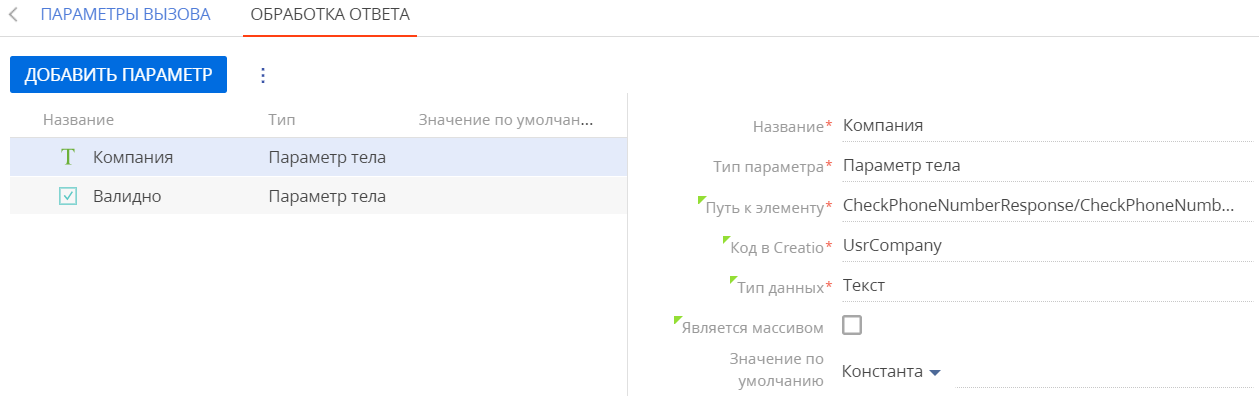 ПАРАМЕТРЫ ВЫЗОВА ОБРАБОТКА ОТВЕТА
ДОБАВИТЬ ПАРАМЕТР
Название Тип Значение по умолчан...
Компания Параметр тела
Валидно Параметр тела
Название* Компания
Тип параметра* Параметр тела
Путь к элементу* CheckPhoneNumberResponse/CheckPhoneNumb...
Код в Creatio* UsrCompany
Тип данных* Текст
Является массивом
Значение по
умолчанию Константа